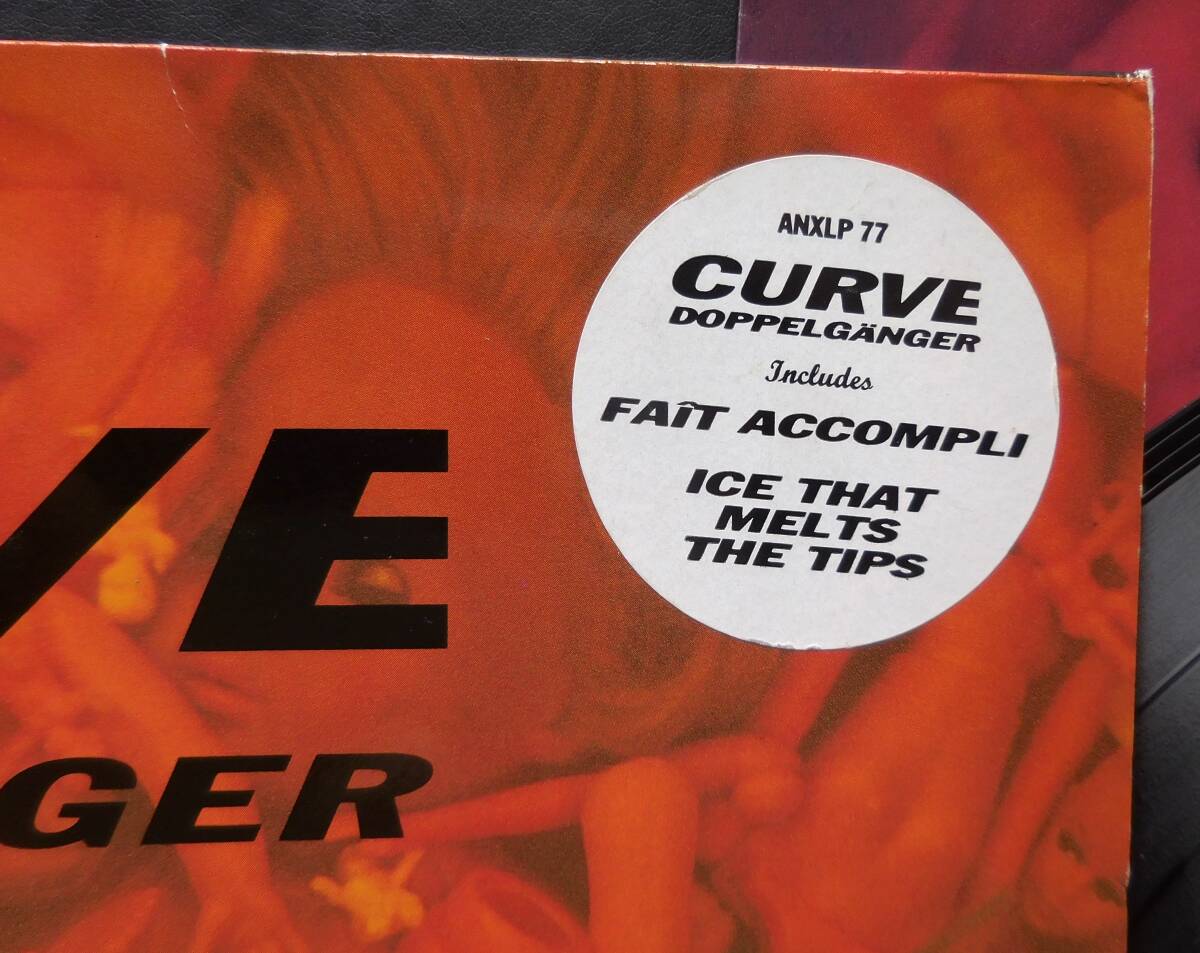 ANXLP 77
CURVE
DOPPELGÄNGER
Includes
FAÎT ACCOMPLI
ICE THAT
MELTS
THE TIPS
VE
GER